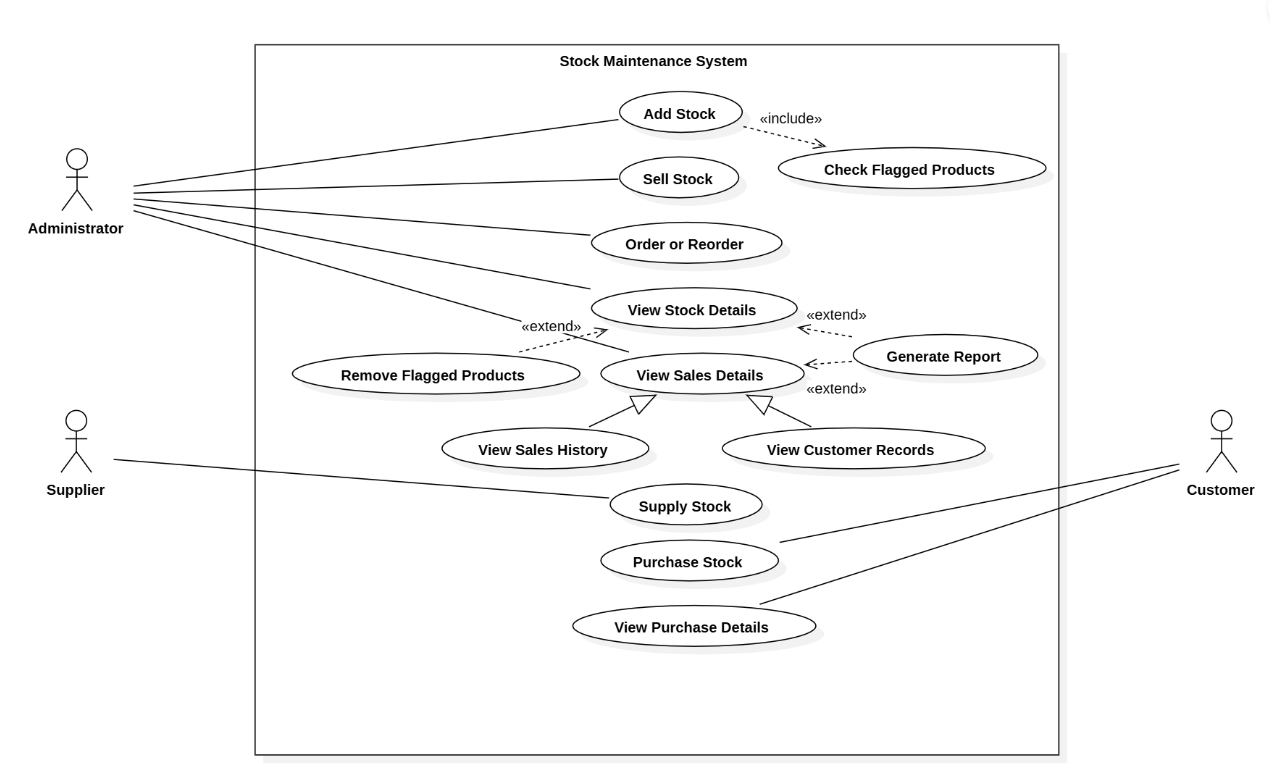 Stock Maintenance System
Add Stock
«include»
Check Flagged Products
Sell Stock
Administrator
Order or Reorder
View Stock Details
«extend»
«extend»
Generate Report
Remove Flagged Products
View Sales Details
«extend»
View Sales History
View Customer Records
Supplier
Customer
Supply Stock
Purchase Stock
View Purchase Details